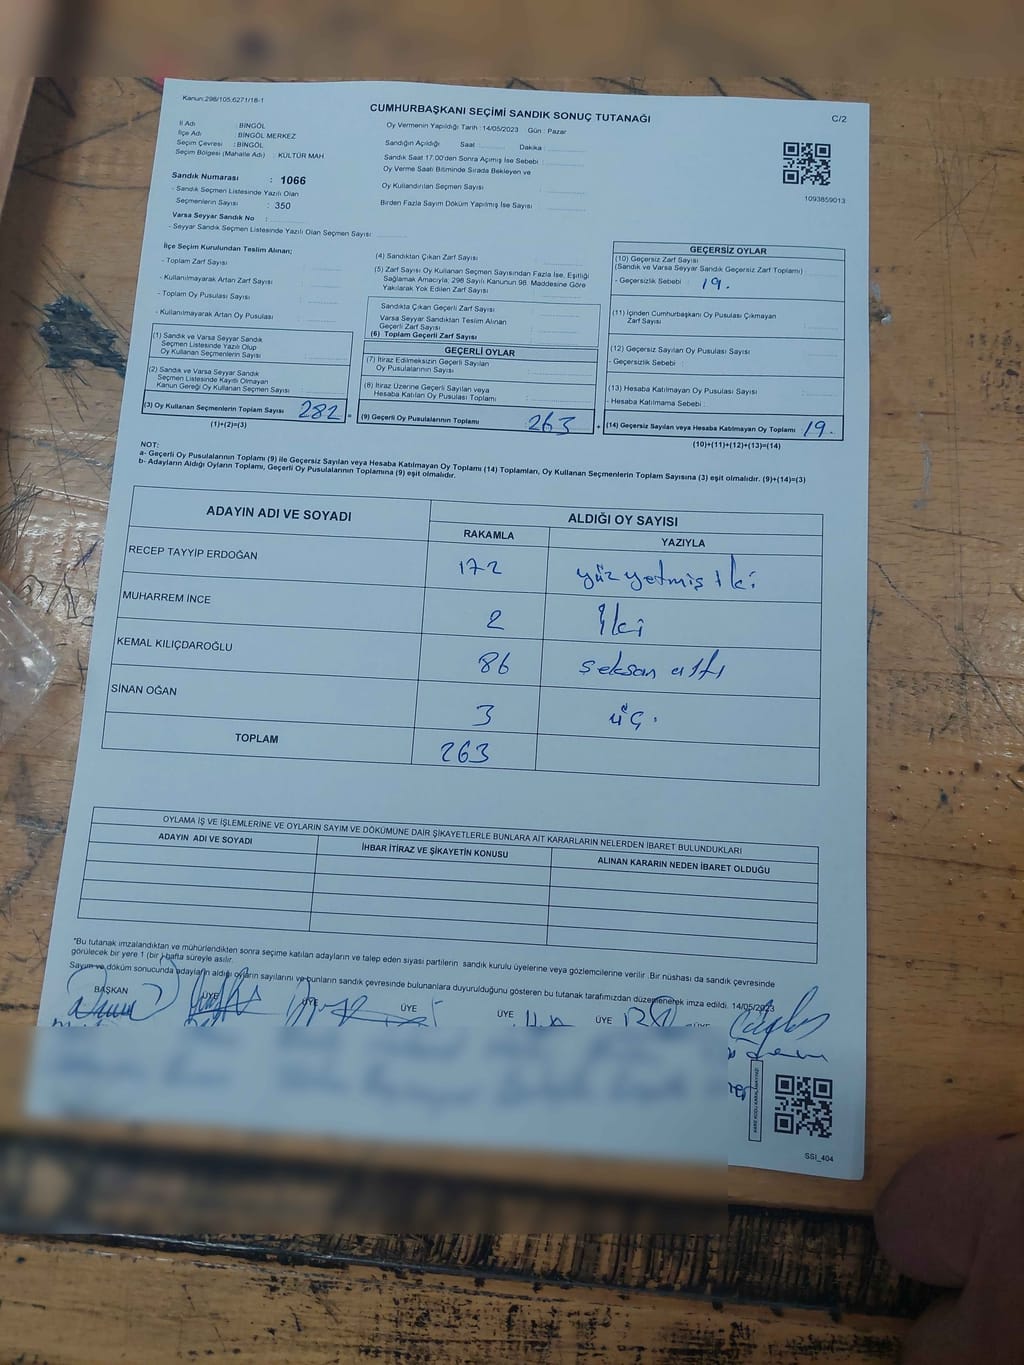 Kanun:298/105.6271/18-1
CUMHURBAŞKANI SEÇİMİ SANDIK SONUÇ TUTANAĞI
C/2
İl Adı : BİNGÖL
İlçe Adı : BİNGÖL MERKEZ
Seçim Çevresi : BİNGÖL
Seçim Bölgesi (Mahalle Adı) : KÜLTÜR MAH
Oy Vermenin Yapıldığı Tarih : 14/05/2023 Gün : Pazar
Sandığın Açıldığı Saat Dakika :
Sandık Saat 17.00'den Sonra Açımış İse Sebebi :
Oy Verme Saati Bitiminde Sırada Bekleyen ve
Oy Kullandırılan Seçmen Sayısı :
Birden Fazla Sayım Döküm Yapılmış İse Sayısı :
1093859013
Sandık Numarası : 1066
- Sandık Seçmen Listesinde Yazılı Olan
Seçmenlerin Sayısı : 350
Varsa Seyyar Sandık No :
- Seyyar Sandık Seçmen Listesinde Yazılı Olan Seçmen Sayısı:
İlçe Seçim Kurulundan Teslim Alınan;
- Toplam Zarf Sayısı :
- Kullanılmayarak Artan Zarf Sayısı :
- Toplam Oy Pusulası Sayısı :
- Kullanılmayarak Artan Oy Pusulası :
(1) Sandık ve Varsa Seyyar Sandık
Seçmen Listesinde Yazılı Olup
Oy Kullanan Seçmenlerin Sayısı :
(2) Sandık ve Varsa Seyyar Sandık
Seçmen Listesinde Kayıtlı Olmayan
Kanun Gereği Oy Kullanan Seçmen Sayısı :
(3) Oy Kullanan Seçmenlerin Toplam Sayısı 282 =
(1)+(2)=(3)
(4) Sandıktan Çıkan Zarf Sayısı :
(5) Zarf Sayısı Oy Kullanan Seçmen Sayısından Fazla İse, Eşitliği
Sağlamak Amacıyla; 298 Sayılı Kanunun 98. Maddesine Göre
Yakılarak Yok Edilen Zarf Sayısı :
Sandıkta Çıkan Geçerli Zarf Sayısı :
Varsa Seyyar Sandıktan Teslim Alınan
Geçerli Zarf Sayısı :
(6) Toplam Geçerli Zarf Sayısı :
GEÇERLİ OYLAR
(7) İtiraz Edilmeksizin Geçerli Sayılan
Oy Pusulalarının Sayısı :
(8) İtiraz Üzerine Geçerli Sayılan veya
Hesaba Katılan Oy Pusulası Toplamı :
(9) Geçerli Oy Pusulalarının Toplamı 263 +
GEÇERSİZ OYLAR
(10) Geçersiz Zarf Sayısı
(Sandık ve Varsa Seyyar Sandık Geçersiz Zarf Toplamı)
- Geçersizlik Sebebi : 19.
(11) İçinden Cumhurbaşkanı Oy Pusulası Çıkmayan
Zarf Sayısı :
(12) Geçersiz Sayılan Oy Pusulası Sayısı :
- Geçersizlik Sebebi :
(13) Hesaba Katılmayan Oy Pusulası Sayısı :
- Hesaba Katılmama Sebebi :
(14) Geçersiz Sayılan veya Hesaba Katılmayan Oy Toplamı 19.
(10)+(11)+(12)+(13)=(14)
NOT:
a- Geçerli Oy Pusulalarının Toplamı (9) ile Geçersiz Sayılan veya Hesaba Katılmayan Oy Toplamı (14) Toplamları, Oy Kullanan Seçmenlerin Toplam Sayısına (3) eşit olmalıdır. (9)+(14)=(3)
b- Adayların Aldığı Oyların Toplamı, Geçerli Oy Pusulalarının Toplamına (9) eşit olmalıdır.
ADAYIN ADI VE SOYADI
ALDIĞI OY SAYISI
RAKAMLA YAZIYLA
RECEP TAYYİP ERDOĞAN 172 yüz yetmiş iki
MUHARREM İNCE 2 İki
KEMAL KILIÇDAROĞLU 86 seksan altı
SİNAN OĞAN 3 üç.
TOPLAM 263
OYLAMA İŞ VE İŞLEMLERİNE VE OYLARIN SAYIM VE DÖKÜMÜNE DAİR ŞİKAYETLERLE BUNLARA AİT KARARLARIN NELERDEN İBARET BULUNDUKLARI
ADAYIN ADI VE SOYADI İHBAR İTİRAZ VE ŞİKAYETİN KONUSU ALINAN KARARIN NEDEN İBARET OLDUĞU
"Bu tutanak imzalandıktan ve mühürlendikten sonra seçime katılan adayların ve talep eden siyasi partilerin sandık kurulu üyelerine veya gözlemcilerine verilir. Bir nüshası da sandık çevresinde
görülecek bir yere 1 (bir) hafta süreyle asılır.
Sayım ve döküm sonucunda adayların aldığı oyların sayılarını ve bunların sandık çevresinde bulunanlara duyurulduğunu gösteren bu tutanak tarafımızdan düzenlenerek imza edildi. 14/05/2023
BAŞKAN ÜYE ÜYE ÜYE ÜYE ÜYE ÜYE
SSI_404